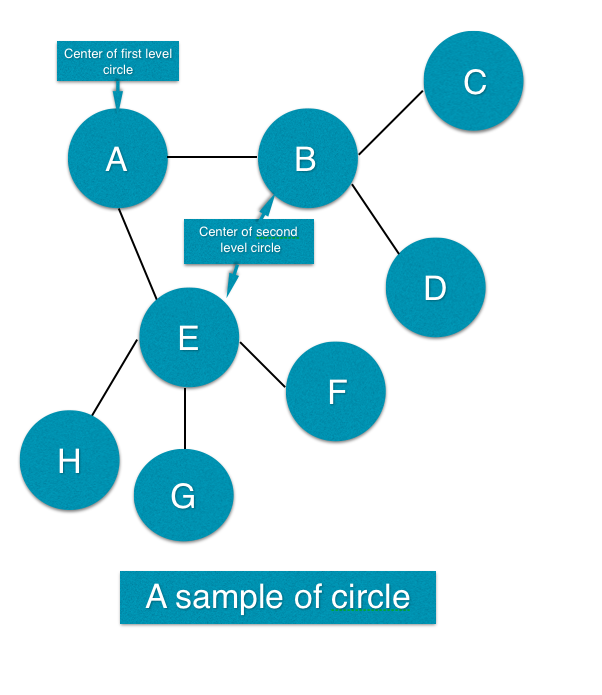 Center of first level
circle
C
A
B
Center of second
level circle
D
E
F
H
G
A sample of circle